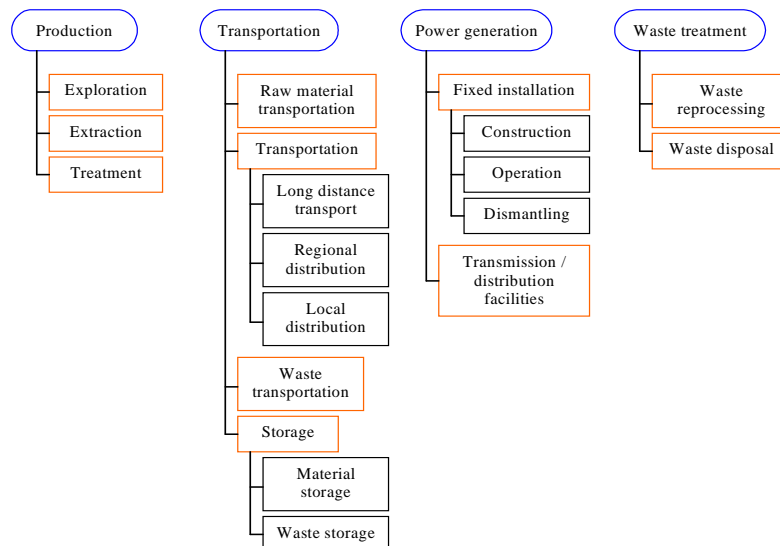 Production
Exploration
Extraction
Treatment
Transportation
Raw material
transportation
Transportation
Long distance
transport
Regional
distribution
Local
distribution
Waste
transportation
Storage
Material
storage
Waste storage
Power generation
Fixed installation
Construction
Operation
Dismantling
Transmission /
distribution
facilities
Waste treatment
Waste
reprocessing
Waste disposal